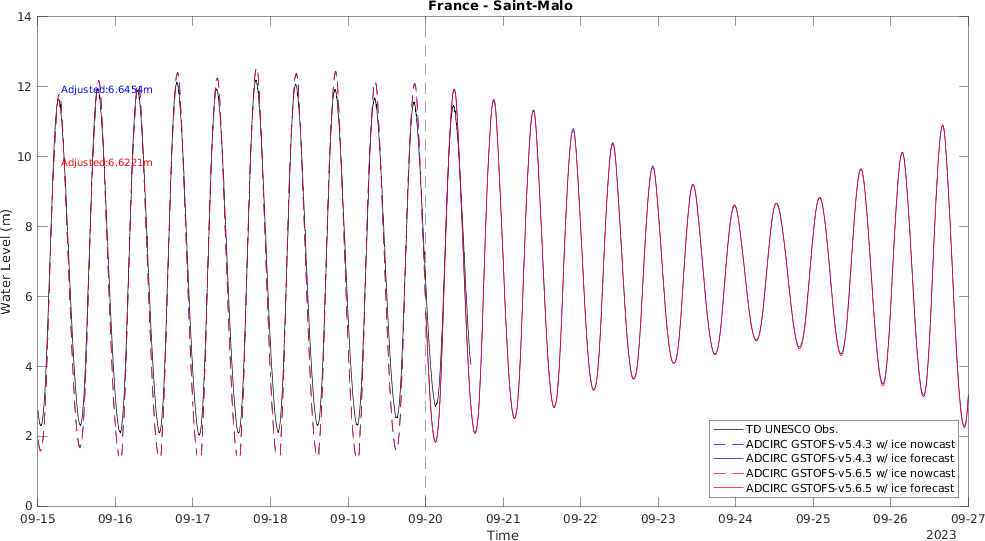 France - Saint-Malo
14
12
10
8
6
4
2
0
Water Level (m)
Adjusted:6.6454m
Adjusted:6.6221m
TD UNESCO Obs.
ADCIRC GSTOFS-v5.4.3 w/ ice nowcast
ADCIRC GSTOFS-v5.4.3 w/ ice forecast
ADCIRC GSTOFS-v5.6.5 w/ ice nowcast
ADCIRC GSTOFS-v5.6.5 w/ ice forecast
09-15 09-16 09-17 09-18 09-19 09-20 09-21 09-22 09-23 09-24 09-25 09-26 09-27
Time
2023